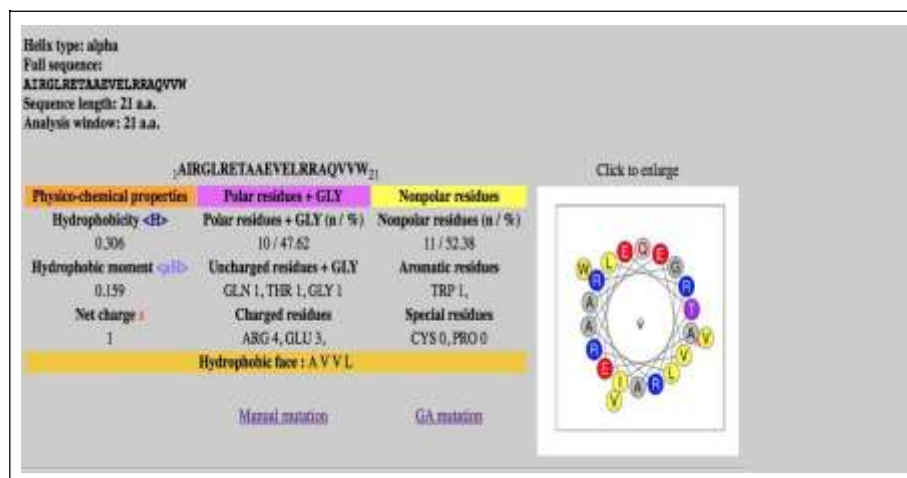 Helix type: alpha
Full sequence:
AIRGLRETAAEVELRRAQVVW
Sequence length: 21 a.a.
Analysis window: 21 a.a.
1AIRGLRETAAEVELRRAQVVW21
Click to enlarge
Physico-chemical properties Polar residues + GLY Nonpolar residues
Hydrophobicity <H> Polar residues + GLY (n / %) Nonpolar residues (n / %)
0.306 10 / 47.62 11 / 52.38
Hydrophobic moment <μH> Uncharged residues + GLY Aromatic residues
0.159 GLN 1, THR 1, GLY 1 TRP 1,
Net charge z Charged residues Special residues
1 ARG 4, GLU 3, CYS 0, PRO 0
Hydrophobic face : A V V L
Manual mutation GA mutation
L E Q E
W R G R
A T
A A V
R V
E L
I A R
V